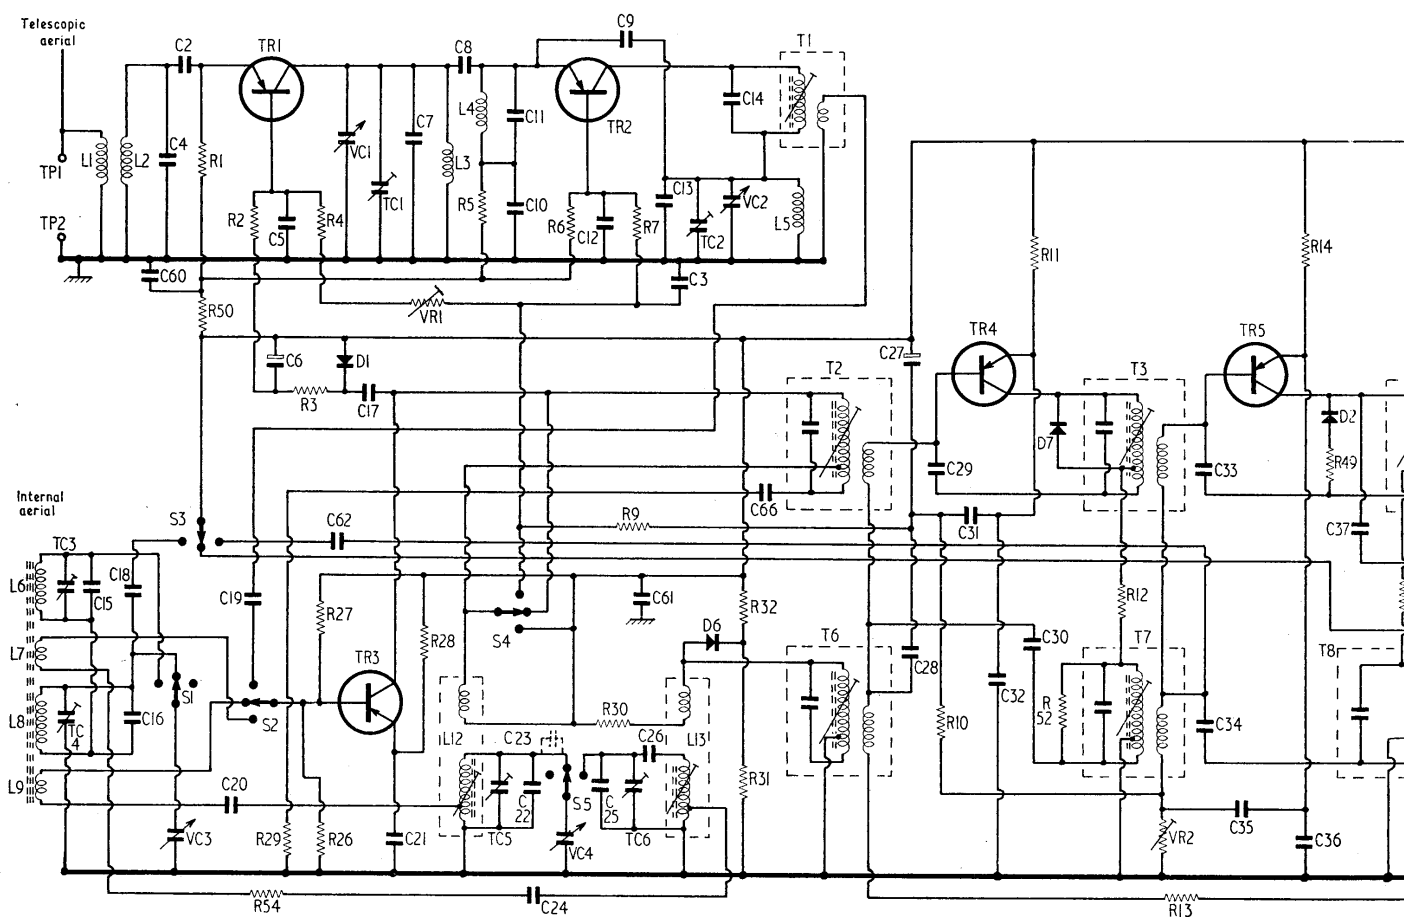 Telescopic
aerial
C2
TR1
C8
C9
T1
L4
C11
TR2
C14
TP1
L1
L2
C4
R1
VC1
TC1
C7
L3
R5
C10
C13
VC2
TC2
L5
TP2
R2
C5
R4
R6
C12
R7
R11
R14
C60
C3
R50
VR1
C6
D1
R3
C17
T2
C27
TR4
T3
TR5
D7
D2
R49
C29
C33
C66
R9
C31
C37
Internal
aerial
S3
C62
TC3
L6
C15
C18
C19
R27
R28
S4
C61
R32
R12
D6
L7
TR3
T6
C28
C30
T7
T8
S1
S2
L8
TC
4
C16
L12
C23
R30
C26
L13
R10
C32
R
52
C34
L9
C20
C
22
S5
C
25
R31
VC3
R29
R26
C21
TC5
VC4
TC6
VR2
C35
C36
R54
C24
R13